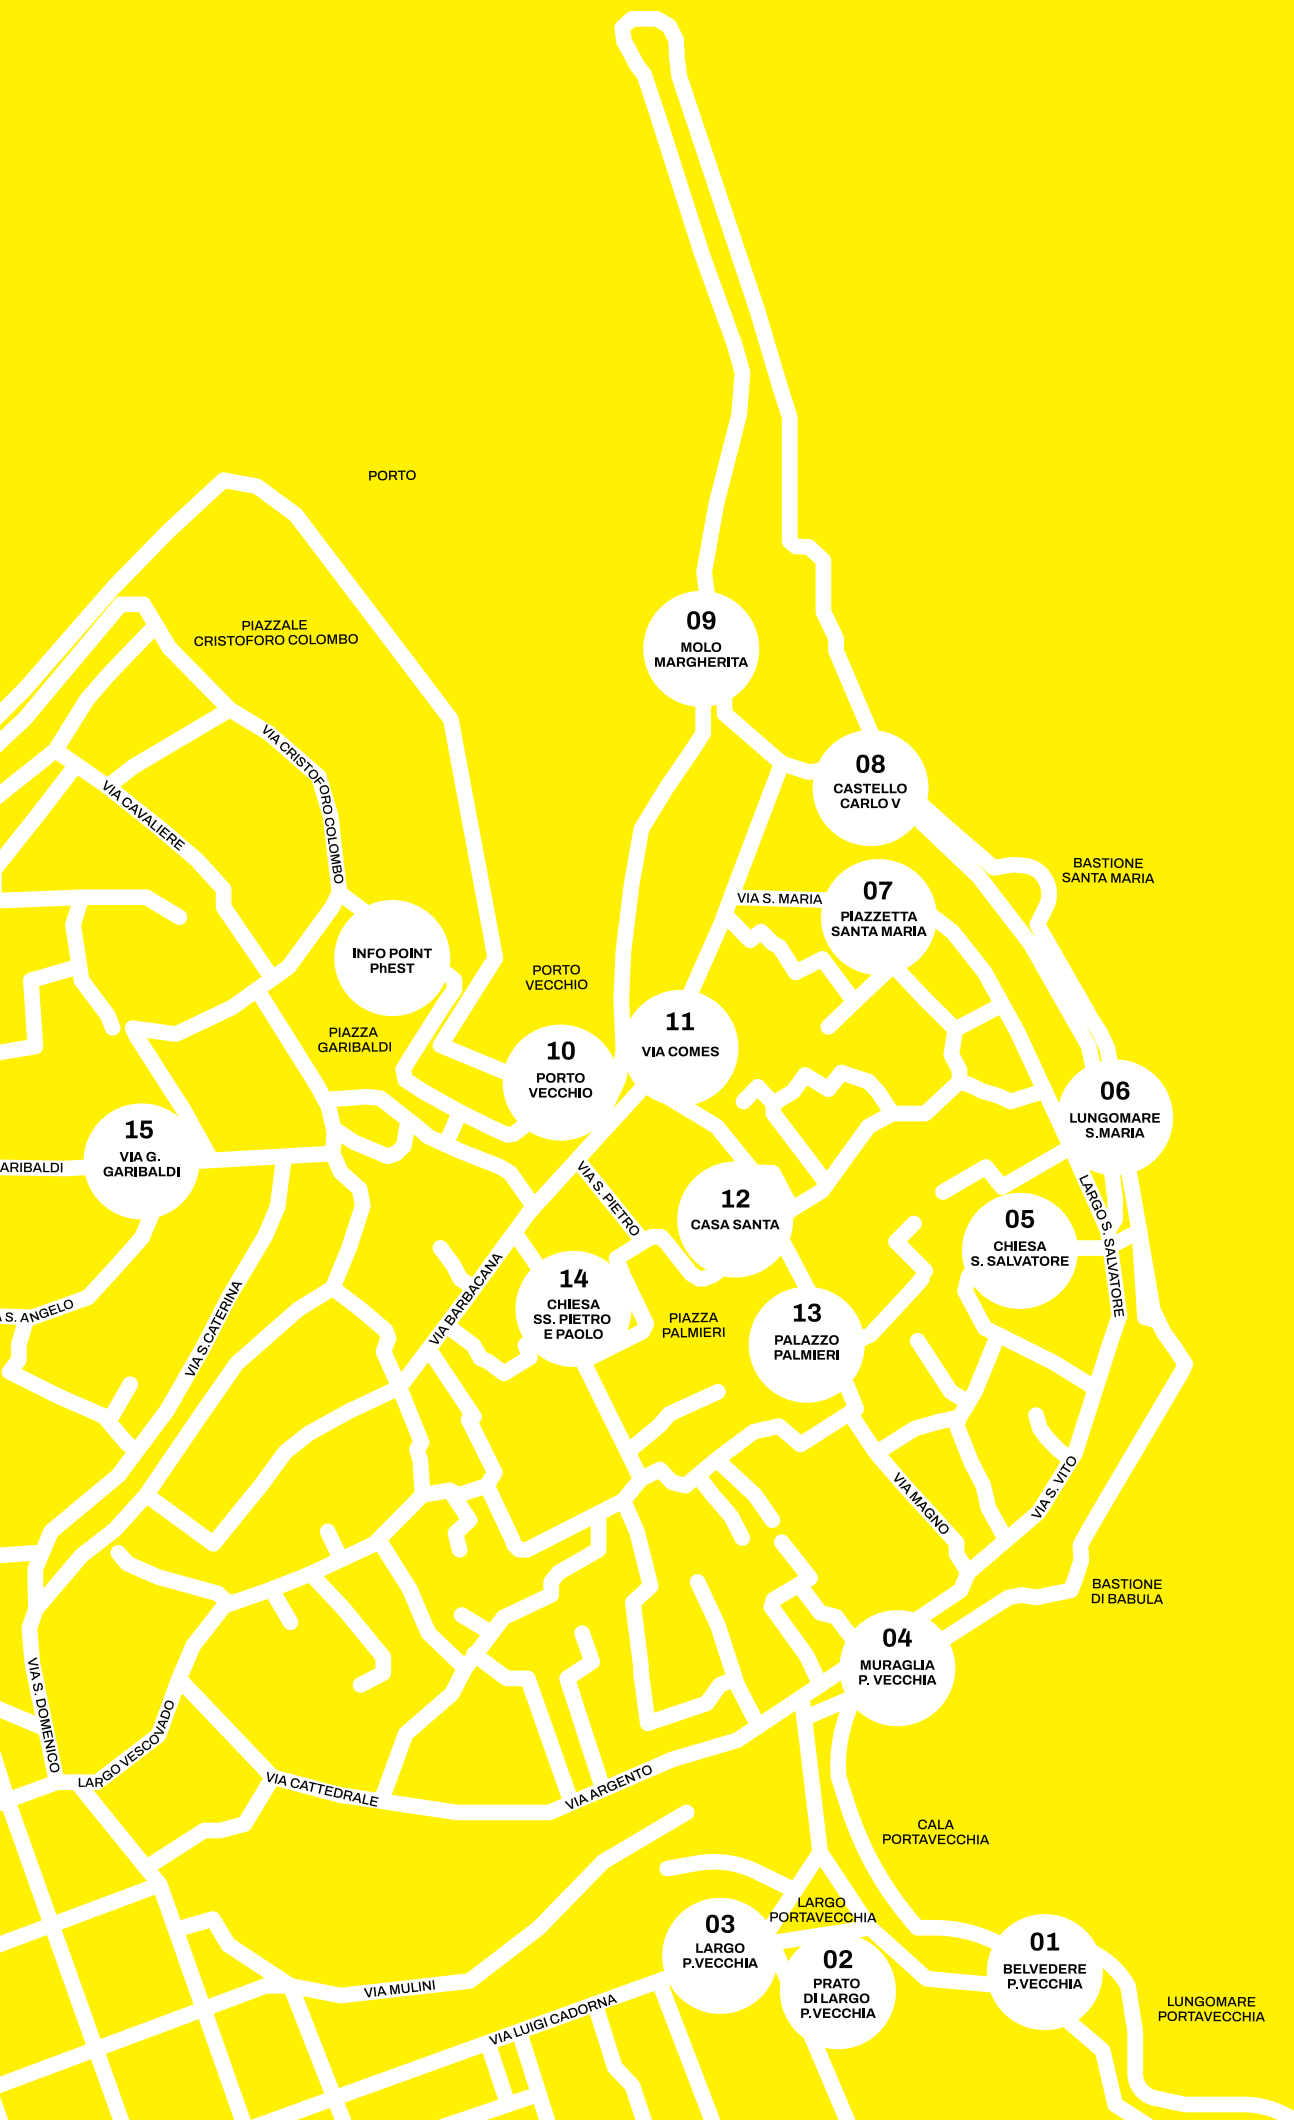 PORTO
PIAZZALE
CRISTOFORO COLOMBO
09
MOLO
MARGHERITA
VIA CRISTOFORO COLOMBO
VIA CAVALIERE
08
CASTELLO
CARLO V
BASTIONE
SANTA MARIA
VIA S. MARIA
07
PIAZZETTA
SANTA MARIA
INFO POINT
PhEST
PORTO
VECCHIO
PIAZZA
GARIBALDI
11
VIA COMES
10
PORTO
VECCHIO
06
LUNGOMARE
S.MARIA
15
VIA G.
GARIBALDI
ARIBALDI
VIA S. PIETRO
12
CASA SANTA
LARGO S. SALVATORE
05
CHIESA
S. SALVATORE
14
CHIESA
SS. PIETRO
E PAOLO
VIA BARBACANA
PIAZZA
PALMIERI
13
PALAZZO
PALMIERI
A S. ANGELO
VIA S.CATERINA
VIA MAGNO
VIA S. VITO
BASTIONE
DI BABULA
04
MURAGLIA
P. VECCHIA
VIA S. DOMENICO
LARGO VESCOVADO
VIA CATTEDRALE
VIA ARGENTO
CALA
PORTAVECCHIA
LARGO
PORTAVECCHIA
03
LARGO
P.VECCHIA
02
PRATO
DI LARGO
P.VECCHIA
01
BELVEDERE
P.VECCHIA
VIA MULINI
VIA LUIGI CADORNA
LUNGOMARE
PORTAVECCHIA